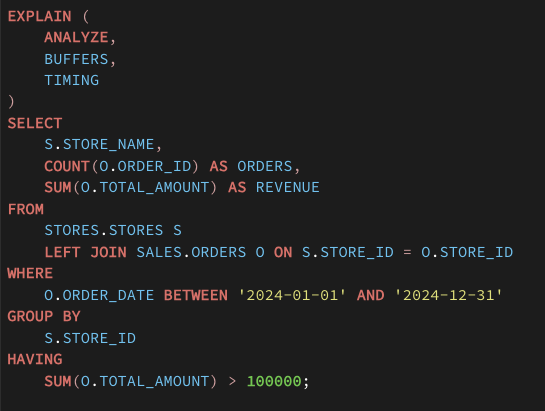 EXPLAIN (
    ANALYZE,
    BUFFERS,
    TIMING
)
SELECT
    S.STORE_NAME,
    COUNT(O.ORDER_ID) AS ORDERS,
    SUM(O.TOTAL_AMOUNT) AS REVENUE
FROM
    STORES.STORES S
    LEFT JOIN SALES.ORDERS O ON S.STORE_ID = O.STORE_ID
WHERE
    O.ORDER_DATE BETWEEN '2024-01-01' AND '2024-12-31'
GROUP BY
    S.STORE_ID
HAVING
    SUM(O.TOTAL_AMOUNT) > 100000;